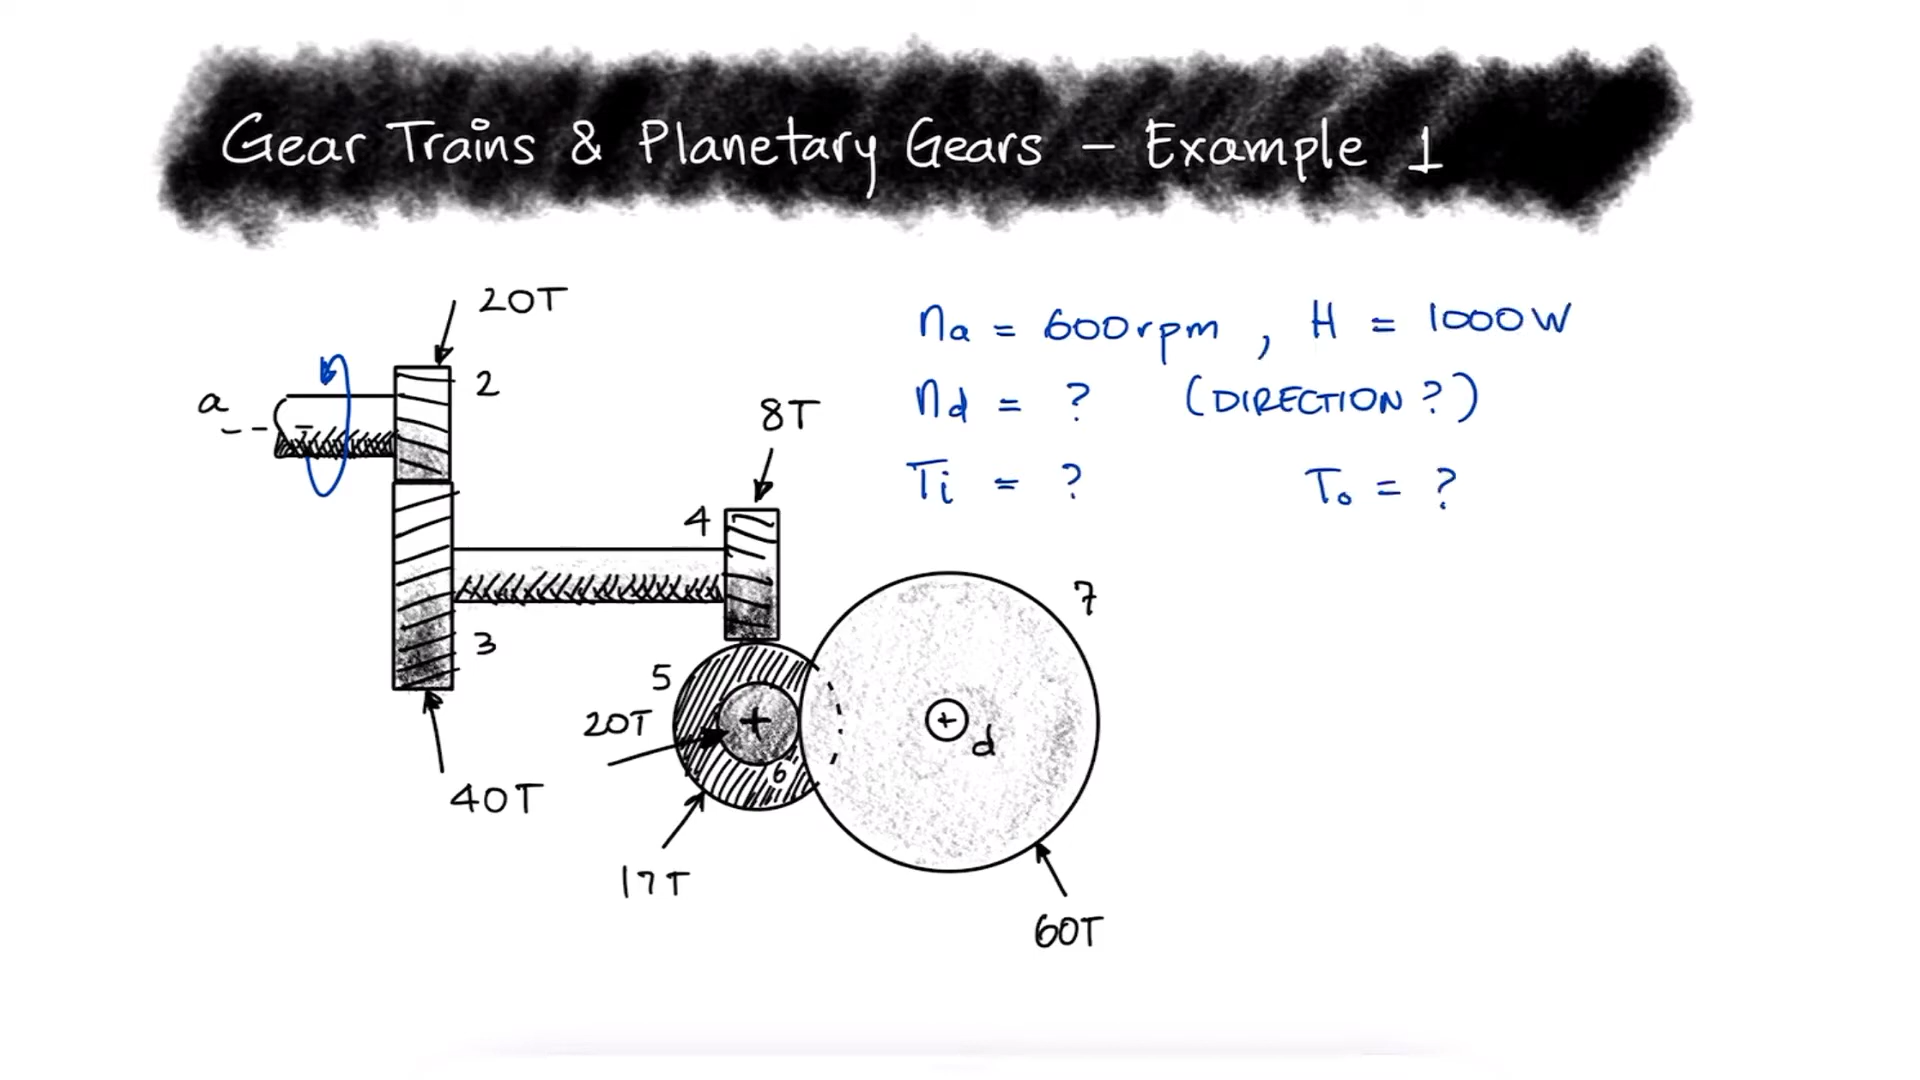 Gear Trains & Planetary Gears - Example 1
20T
na = 600rpm , H = 1000W
2
a
nd = ? (DIRECTION ?)
8T
Ti = ? To = ?
4
7
3
5
20T
d
6
40T
17T
60T